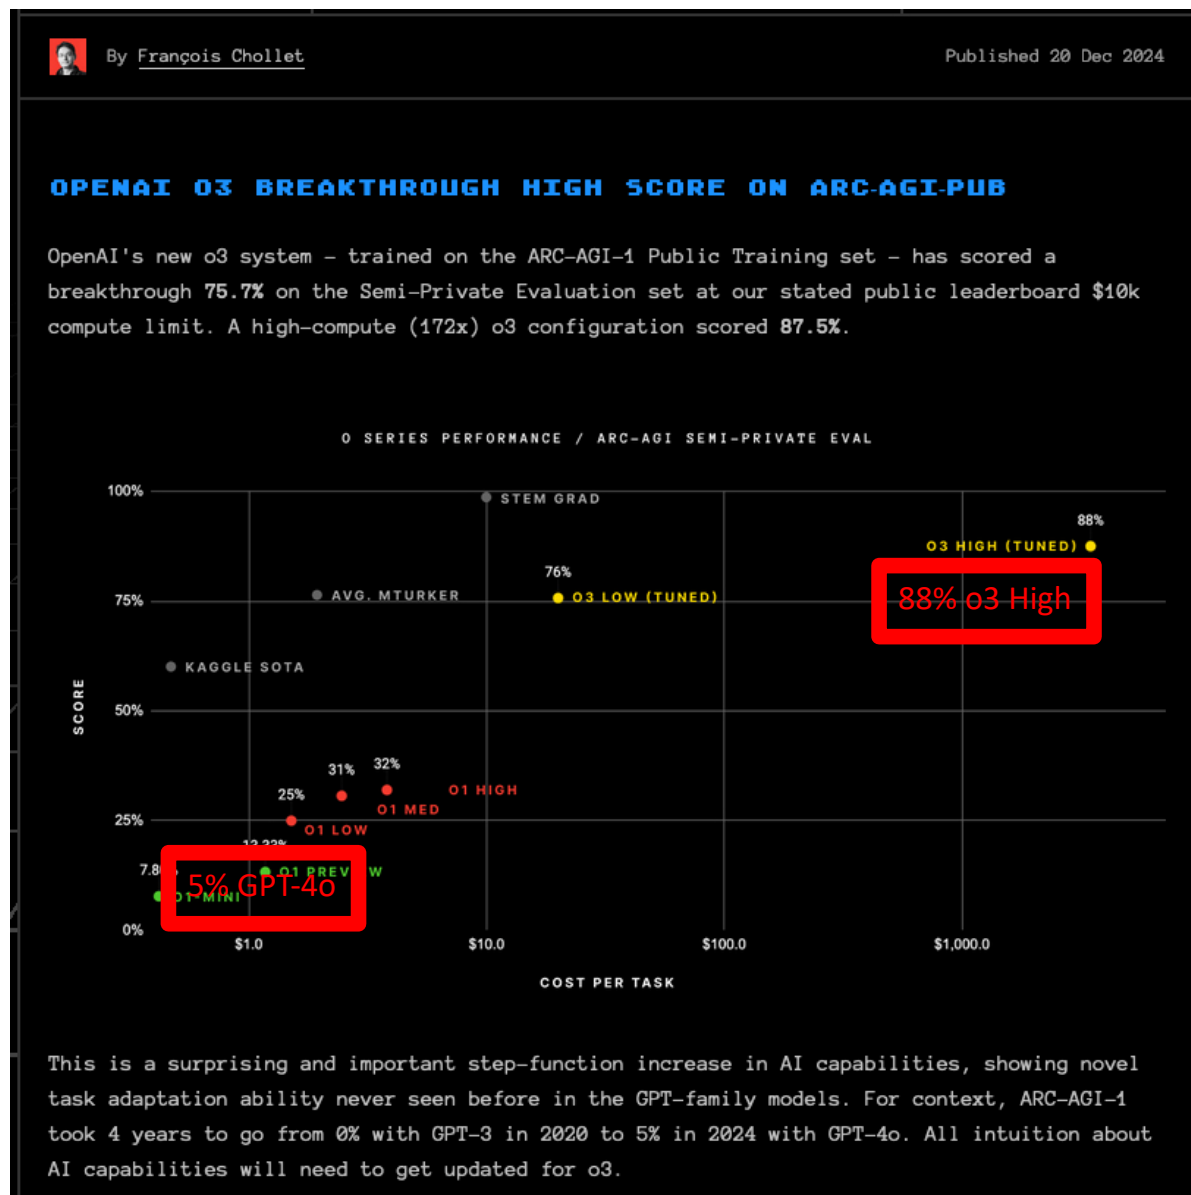 By François Chollet
Published 20 Dec 2024
OPENAI O3 BREAKTHROUGH HIGH SCORE ON ARC-AGI-PUB
OpenAI's new o3 system – trained on the ARC-AGI-1 Public Training set – has scored a
breakthrough 75.7% on the Semi-Private Evaluation set at our stated public leaderboard $10k
compute limit. A high-compute (172x) o3 configuration scored 87.5%.
O SERIES PERFORMANCE / ARC-AGI SEMI-PRIVATE EVAL
100%
STEM GRAD
88%
O3 HIGH (TUNED)
76%
O3 LOW (TUNED)
88% o3 High
75%
AVG. MTURKER
KAGGLE SOTA
SCORE
50%
31%
32%
25%
O1 HIGH
O1 MED
25%
O1 LOW
O1 PREVIEW
5% GPT-4o
O1-MINI
0%
$1.0
$10.0
$100.0
$1,000.0
COST PER TASK
This is a surprising and important step-function increase in AI capabilities, showing novel
task adaptation ability never seen before in the GPT-family models. For context, ARC-AGI-1
took 4 years to go from 0% with GPT-3 in 2020 to 5% in 2024 with GPT-4o. All intuition about
AI capabilities will need to get updated for o3.